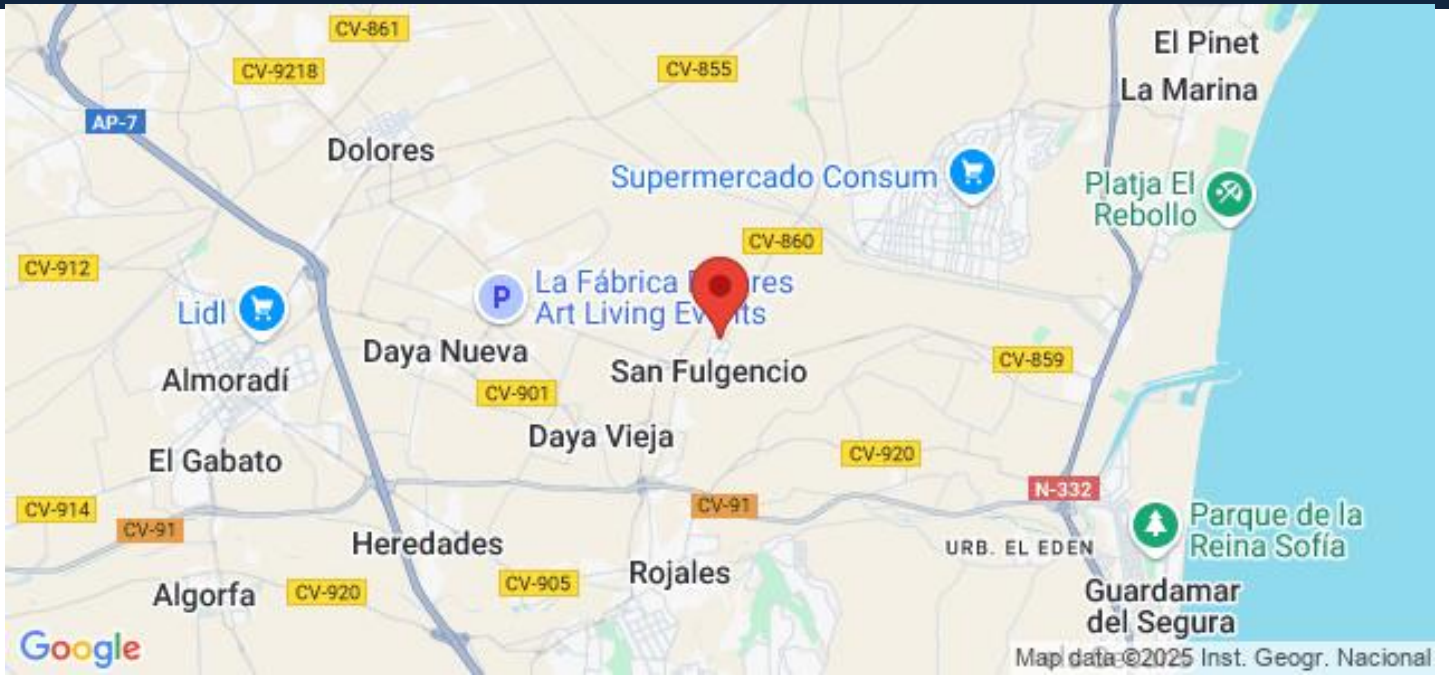 CV-861
El Pinet
CV-9218
CV-855
La Marina
AP-7
Dolores
Supermercado Consum
Platja El
Rebollo
CV-860
CV-912
La Fábrica
Art Living
P
Lidl
Daya Nueva
San Fulgencio
CV-859
Almoradí
CV-901
Daya Vieja
CV-920
El Gabato
N-332
CV-914
CV-91
CV-91
Parque de la
Reina Sofía
Heredades
URB. EL EDEN
Rojales
CV-905
Algorfa
CV-920
Guardamar
del Segura
Google
Map data ©2025 Inst. Geogr. Nacional